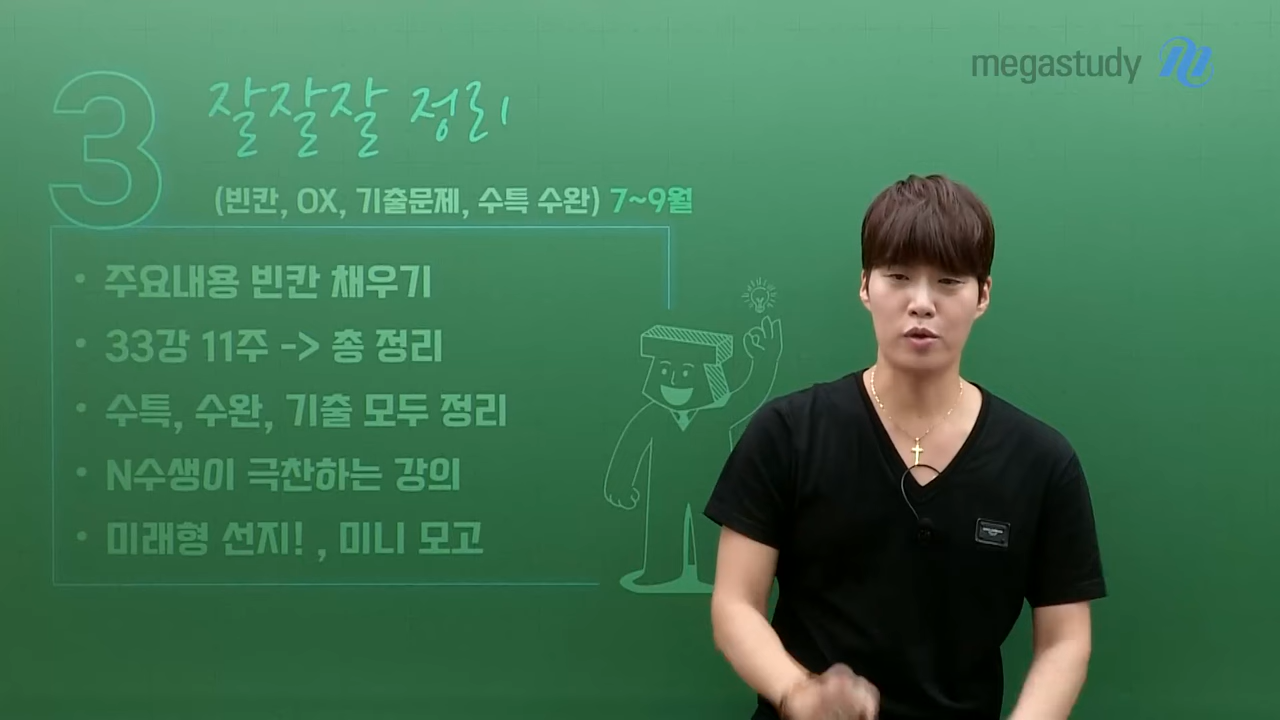 megastudy
3
잘잘잘 정리
(빈칸, OX, 기출문제, 수특 수완) 7~9월
• 주요내용 빈칸 채우기
• 33강 11주 -> 총 정리
• 수특, 수완, 기출 모두 정리
• N수생이 극찬하는 강의
• 미래형 선지! , 미니 모고